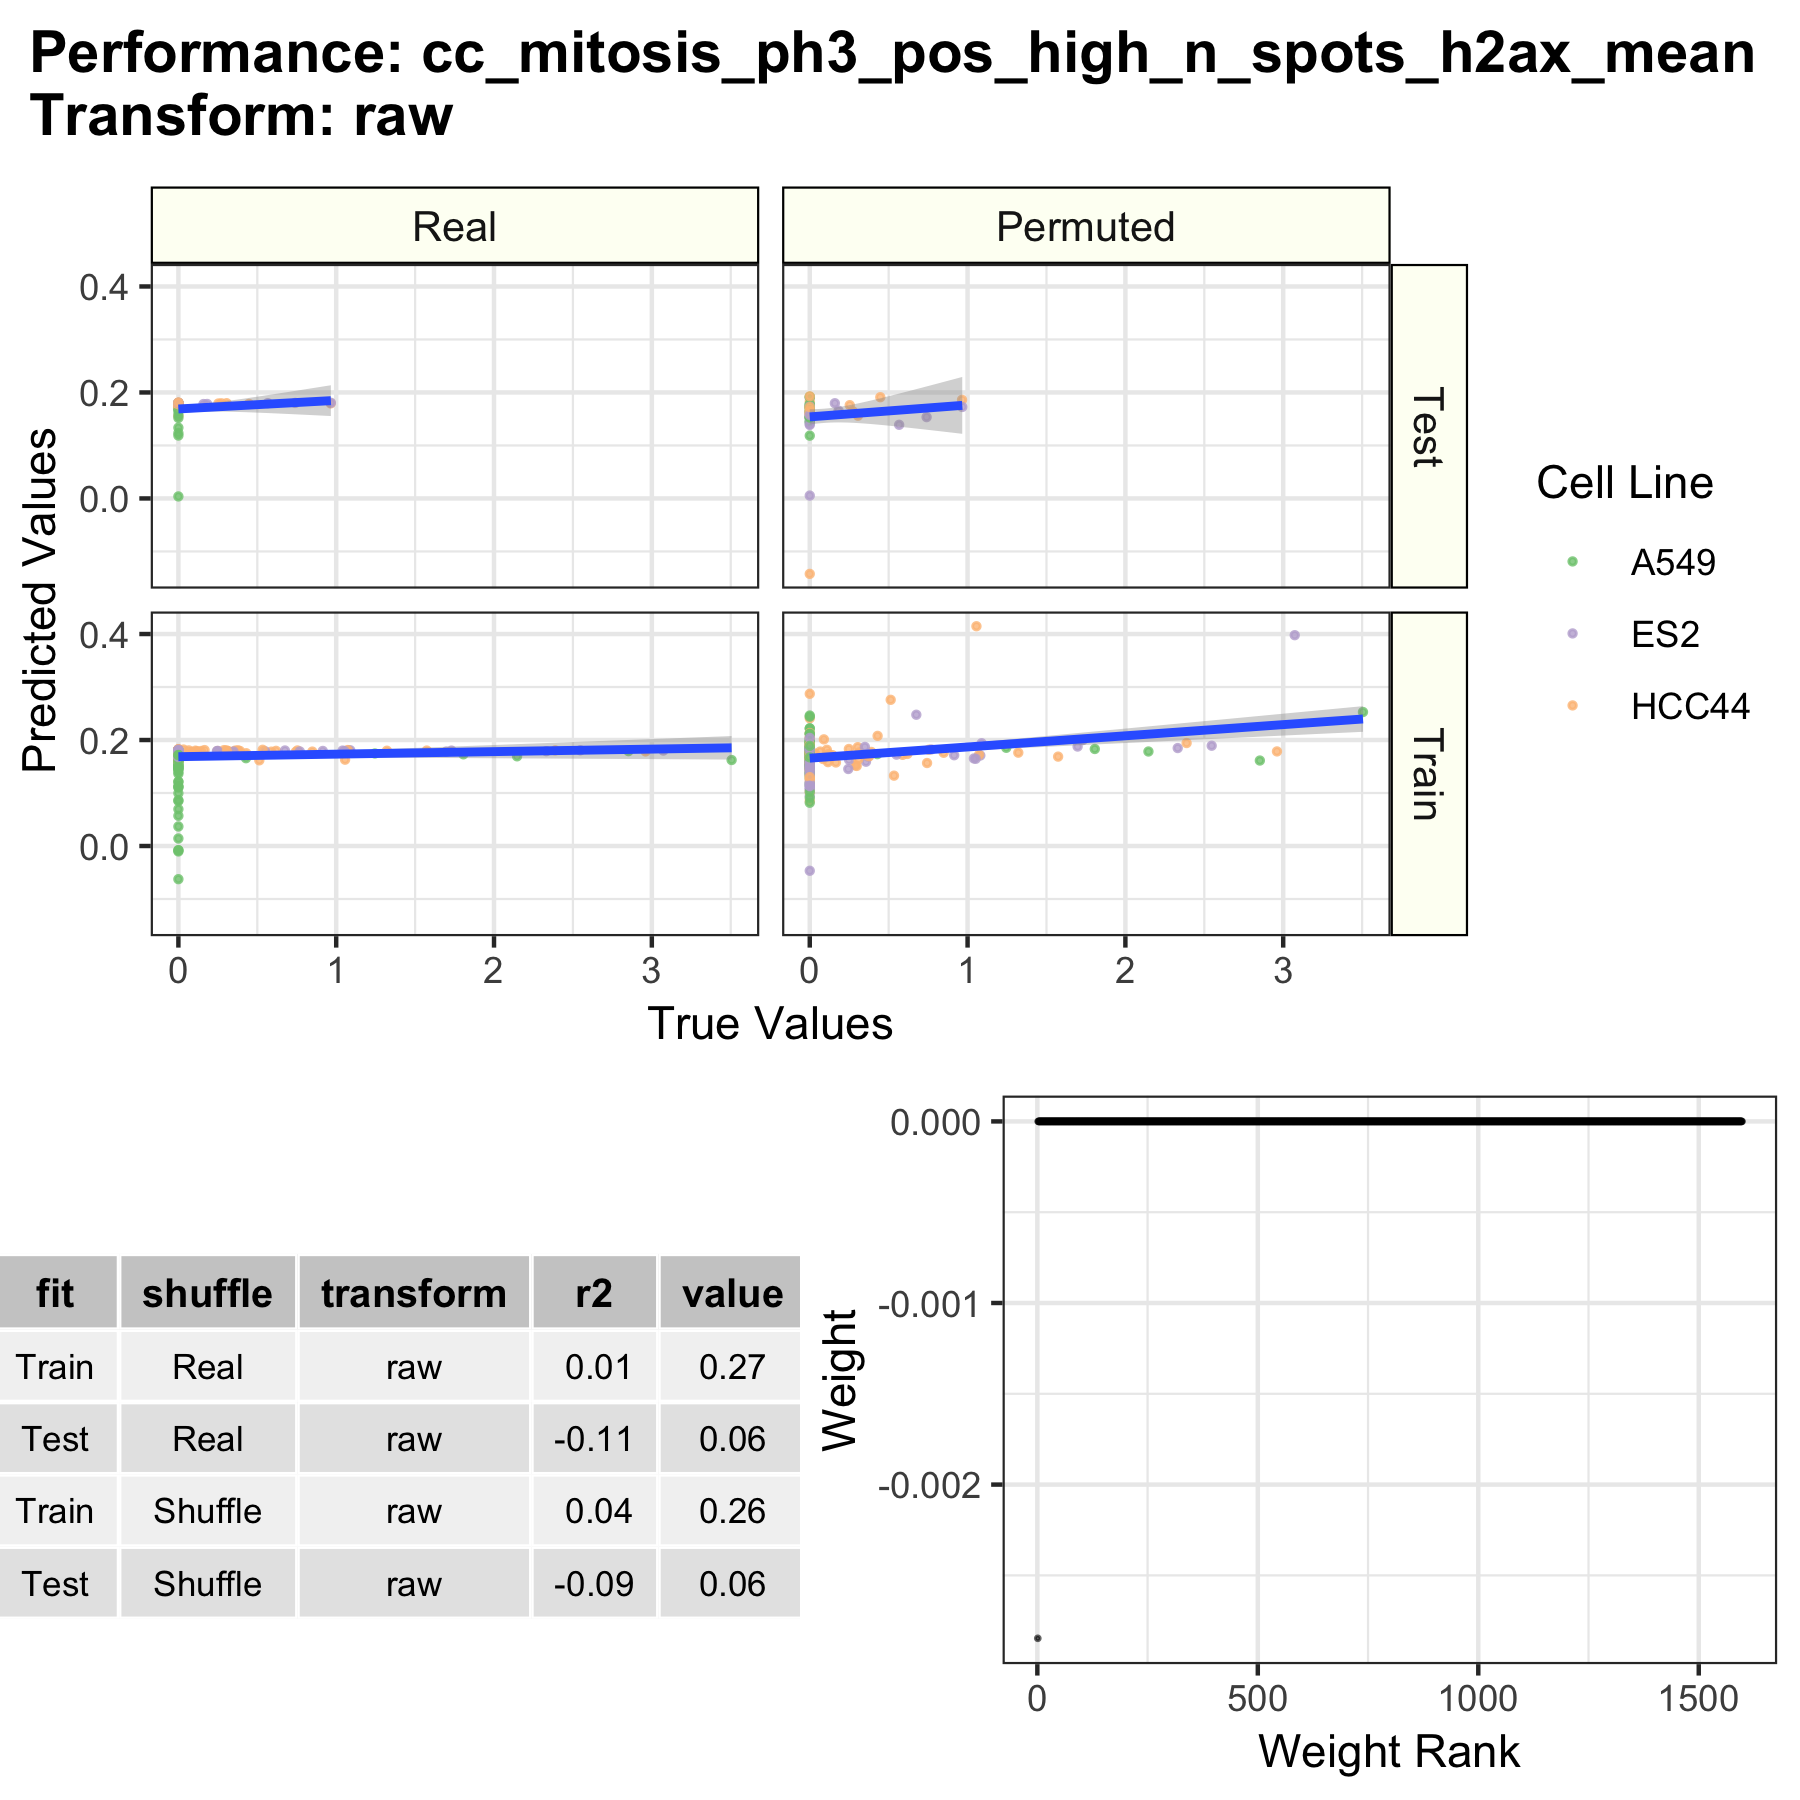 Performance: cc_mitosis_ph3_pos_high_n_spots_h2ax_mean
Transform: raw
Real
Permuted
0.4
0.2
0.0
Test
0.4
0.2
0.0
Train
Predicted Values
0 1 2 3
0 1 2 3
True Values
Cell Line
A549
ES2
HCC44
fit shuffle transform r2 value
Train Real raw 0.01 0.27
Test Real raw -0.11 0.06
Train Shuffle raw 0.04 0.26
Test Shuffle raw -0.09 0.06
Weight
0.000
-0.001
-0.002
0 500 1000 1500
Weight Rank